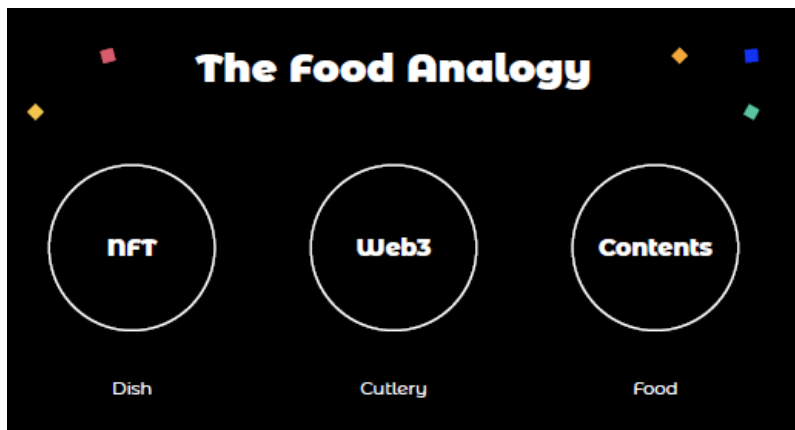 The Food Analogy
NFT
Web3
Contents
Dish
Cutlery
Food